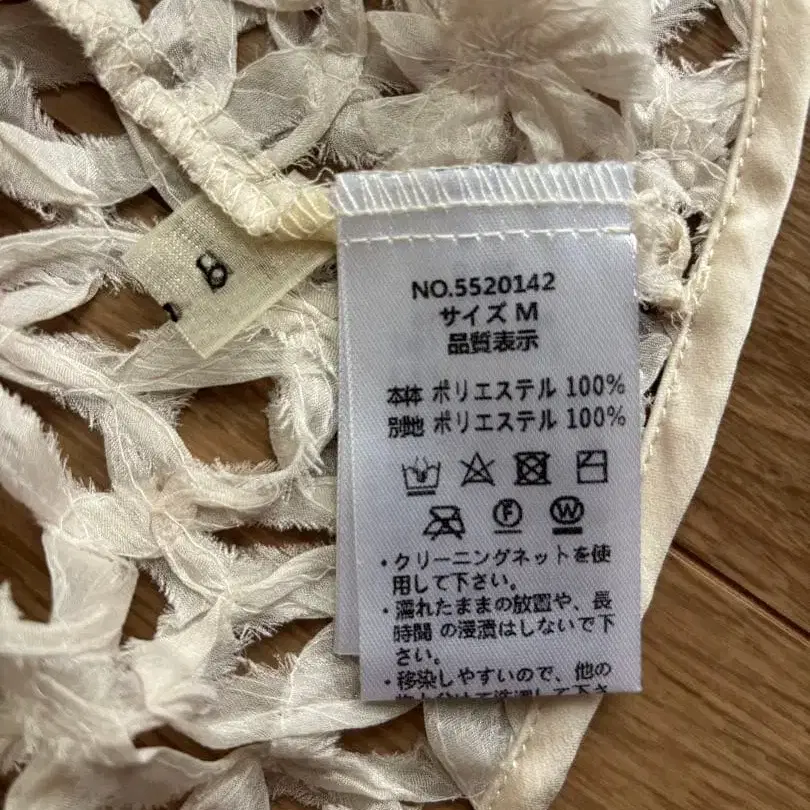 NO.5520142
サイズ M
品質表示
本体 ポリエステル 100%
別地 ポリエステル 100%
F
W
・クリーニングネットを使
用して下さい。
・濡れたままの放置や、長
時間 の浸漬はしないで下
さい。
・移染しやすいので、他の